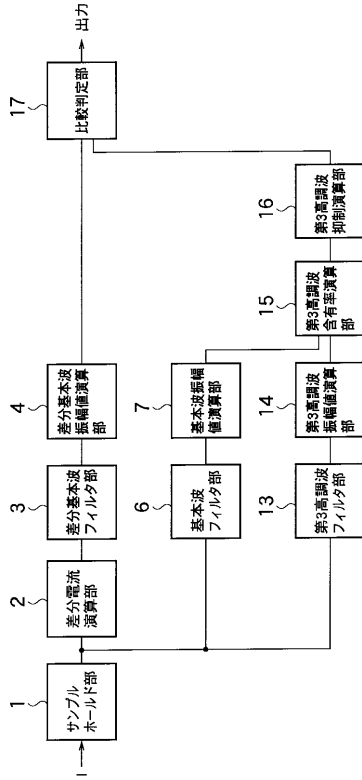 I
1
サンプル
ホールド部
2
差分電流
演算部
3
差分基本波
フィルタ部
4
差分基本波
振幅値演算
部
17
比較判定部
出力
6
基本波
フィルタ部
7
基本波振幅
値演算部
13
第3高調波
フィルタ部
14
第3高調波
振幅値演算
部
15
第3高調波
含有率演算
部
16
第3高調波
抑制演算部